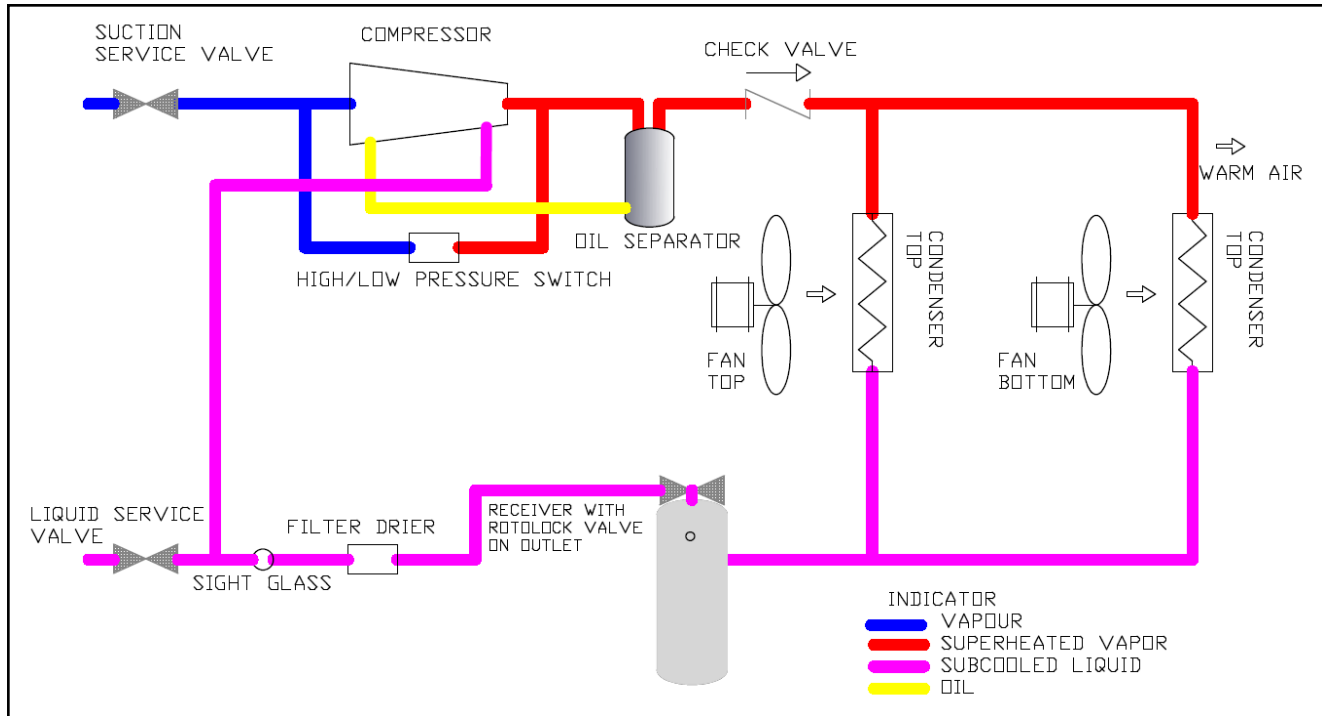 SUCTION
SERVICE VALVE
COMPRESSOR
CHECK VALVE
WARM AIR
OIL SEPARATOR
HIGH/LOW PRESSURE SWITCH
CONDENSER
TOP
CONDENSER
TOP
FAN
TOP
FAN
BOTTOM
LIQUID SERVICE
VALVE
FILTER DRIER
RECEIVER WITH
ROTOLOCK VALVE
ON OUTLET
SIGHT GLASS
INDICATOR
VAPOUR
SUPERHEATED VAPOR
SUBCOOLED LIQUID
OIL